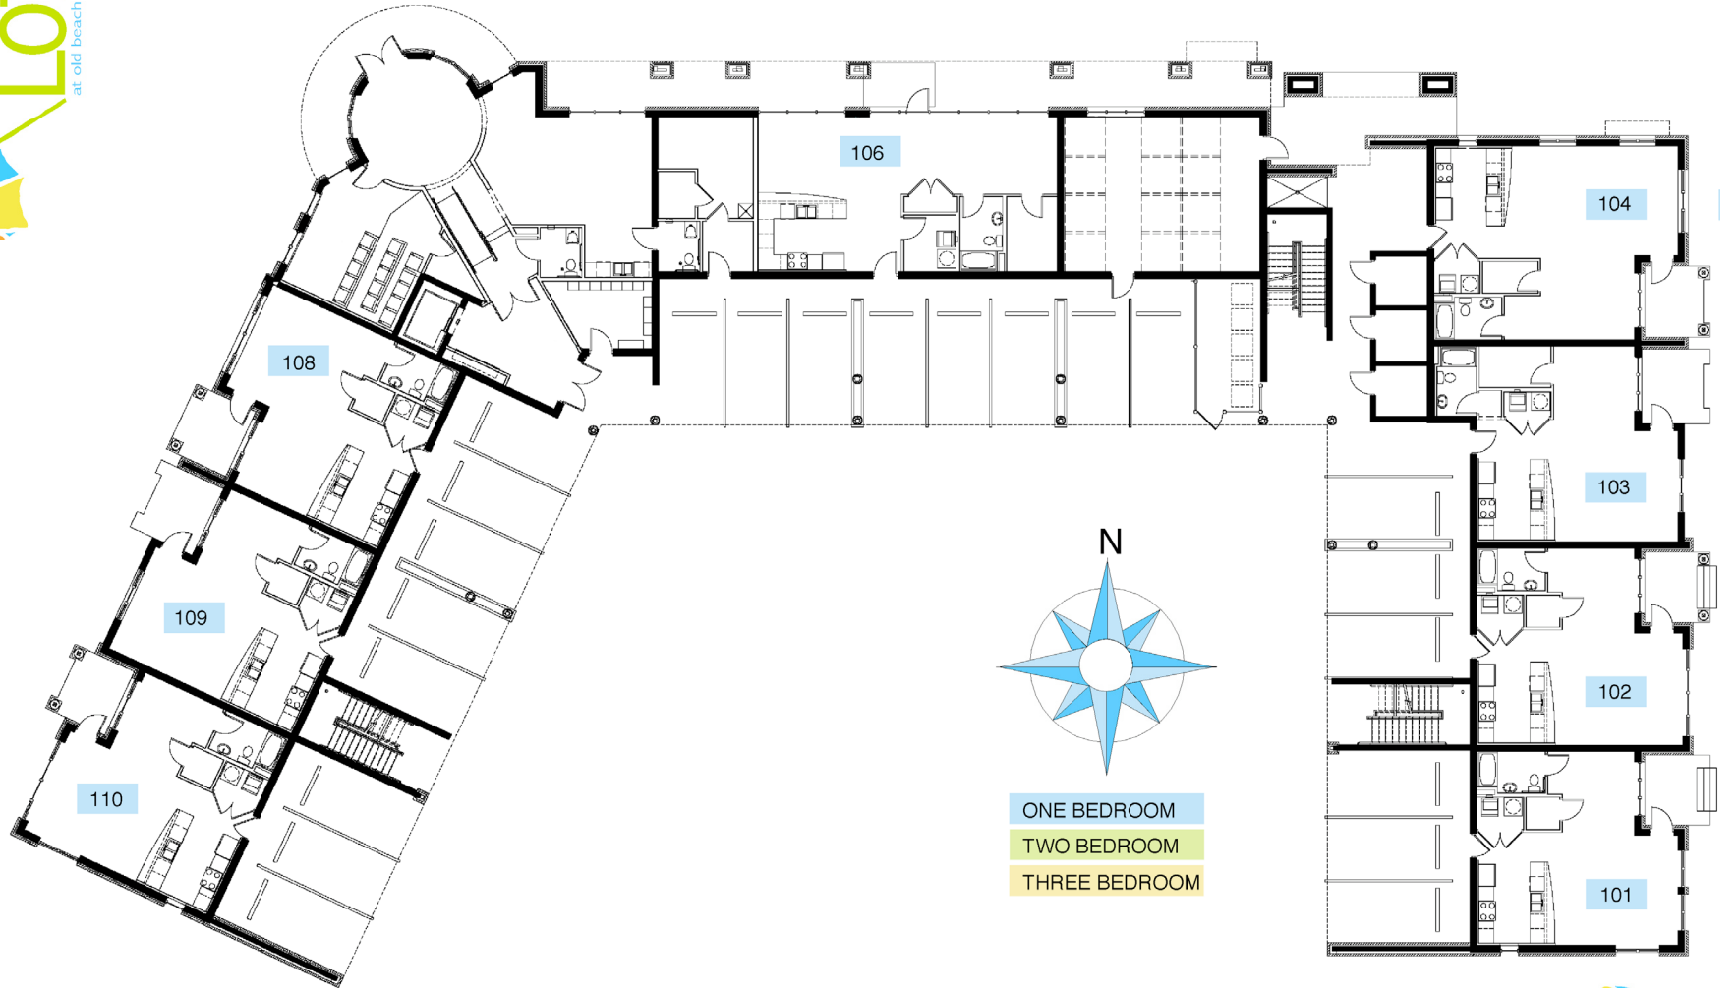 LO
at old beach
106
104
108
103
109
102
110
101
N
ONE BEDROOM
TWO BEDROOM
THREE BEDROOM